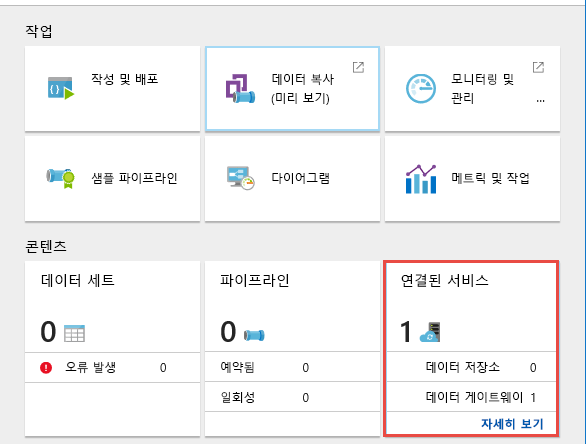 작업
작성 및 배포
데이터 복사
(미리 보기)
모니터링 및
관리
...
샘플 파이프라인
다이어그램
메트릭 및 작업
콘텐츠
데이터 세트
0
오류 발생 0
파이프라인
0
예약됨 0
일회성 0
연결된 서비스
1
데이터 저장소 0
데이터 게이트웨이 1
자세히 보기